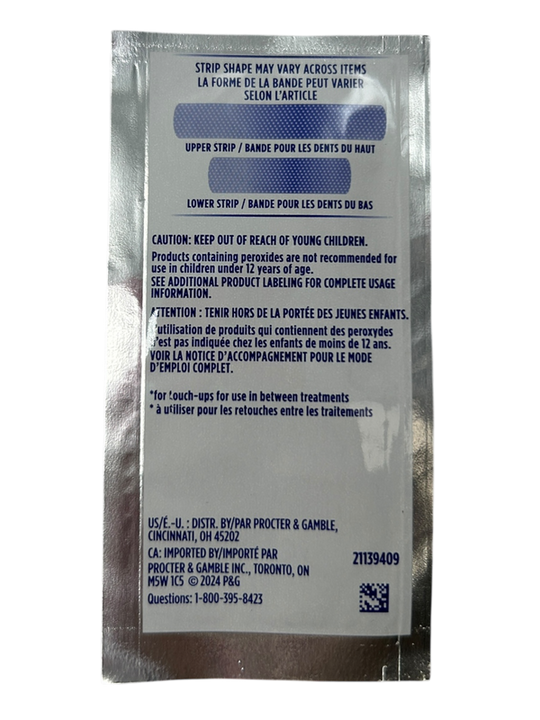 STRIP SHAPE MAY VARY ACROSS ITEMS
LA FORME DE LA BANDE PEUT VARIER
SELON L'ARTICLE
UPPER STRIP / BANDE POUR LES DENTS DU HAUT
LOWER STRIP / BANDE POUR LES DENTS DU BAS
CAUTION: KEEP OUT OF REACH OF YOUNG CHILDREN.
Products containing peroxides are not recommended for
use in children under 12 years of age.
SEE ADDITIONAL PRODUCT LABELING FOR COMPLETE USAGE
INFORMATION.
ATTENTION : TENIR HORS DE LA PORTÉE DES JEUNES ENFANTS.
L'utilisation de produits qui contiennent des peroxydes
n'est pas indiquée chez les enfants de moins de 12 ans.
VOIR LA NOTICE D'ACCOMPAGNEMENT POUR LE MODE
D'EMPLOI COMPLET.
*for touch-ups for use in between treatments
* à utiliser pour les retouches entre les traitements
US/É.-U. : DISTR. BY/PAR PROCTER & GAMBLE,
CINCINNATI, OH 45202
CA: IMPORTED BY/IMPORTÉ PAR
PROCTER & GAMBLE INC., TORONTO, ON
M5W 1C5 © 2024 P&G
Questions: 1-800-395-8423
21139409